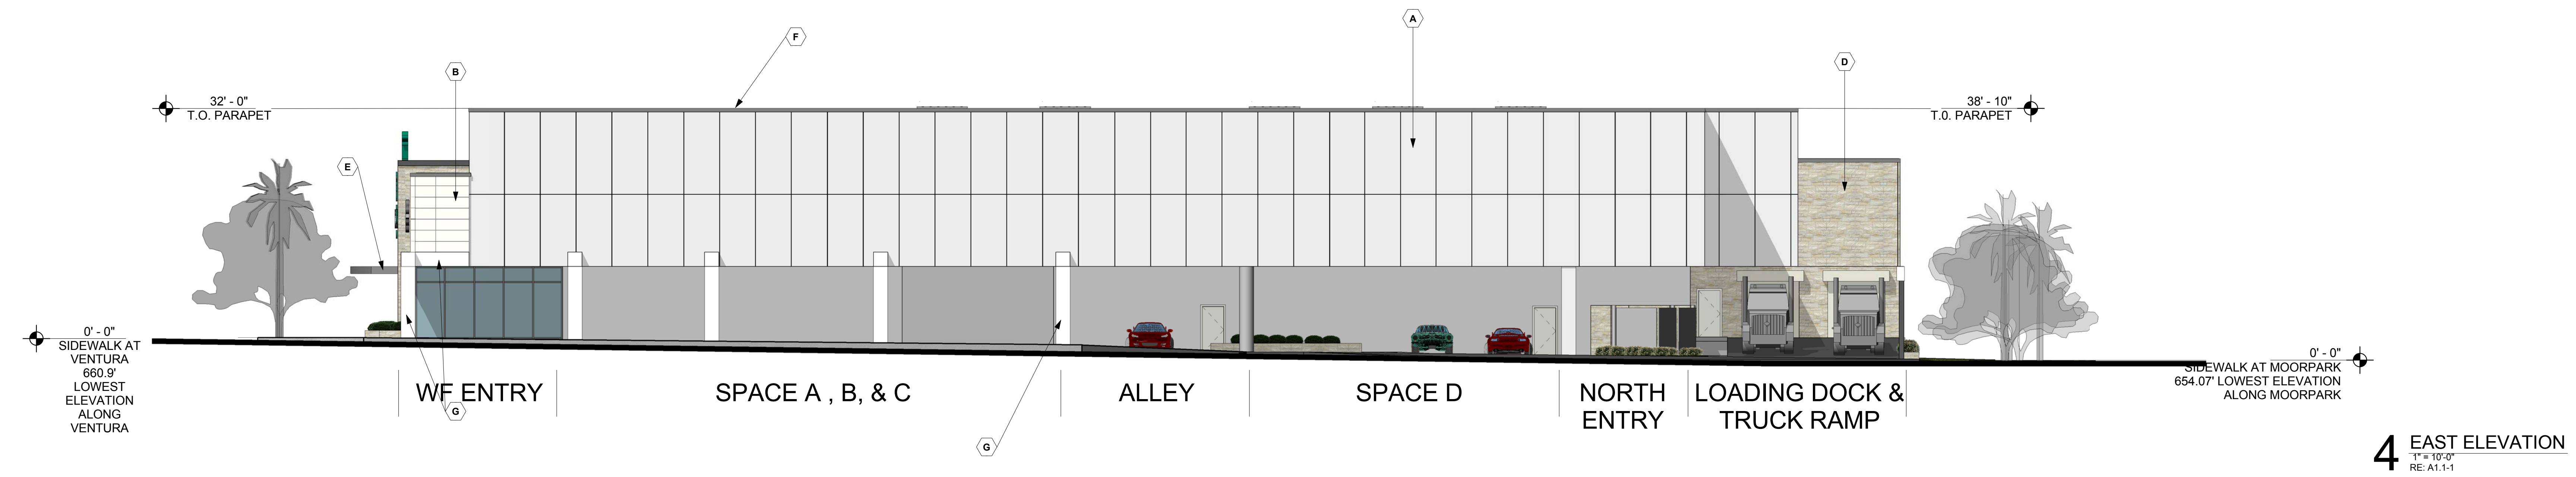 A
F
D
B
32' - 0"
T.O. PARAPET
38' - 10"
T.0. PARAPET
E
0' - 0"
SIDEWALK AT
VENTURA
660.9'
LOWEST
ELEVATION
ALONG
VENTURA
0' - 0"
SIDEWALK AT MOORPARK
654.07' LOWEST ELEVATION
ALONG MOORPARK
WF ENTRY
SPACE A , B, & C
ALLEY
SPACE D
NORTH
ENTRY
LOADING DOCK &
TRUCK RAMP
G
G
4
EAST ELEVATION
1" = 10'-0"
RE: A1.1-1